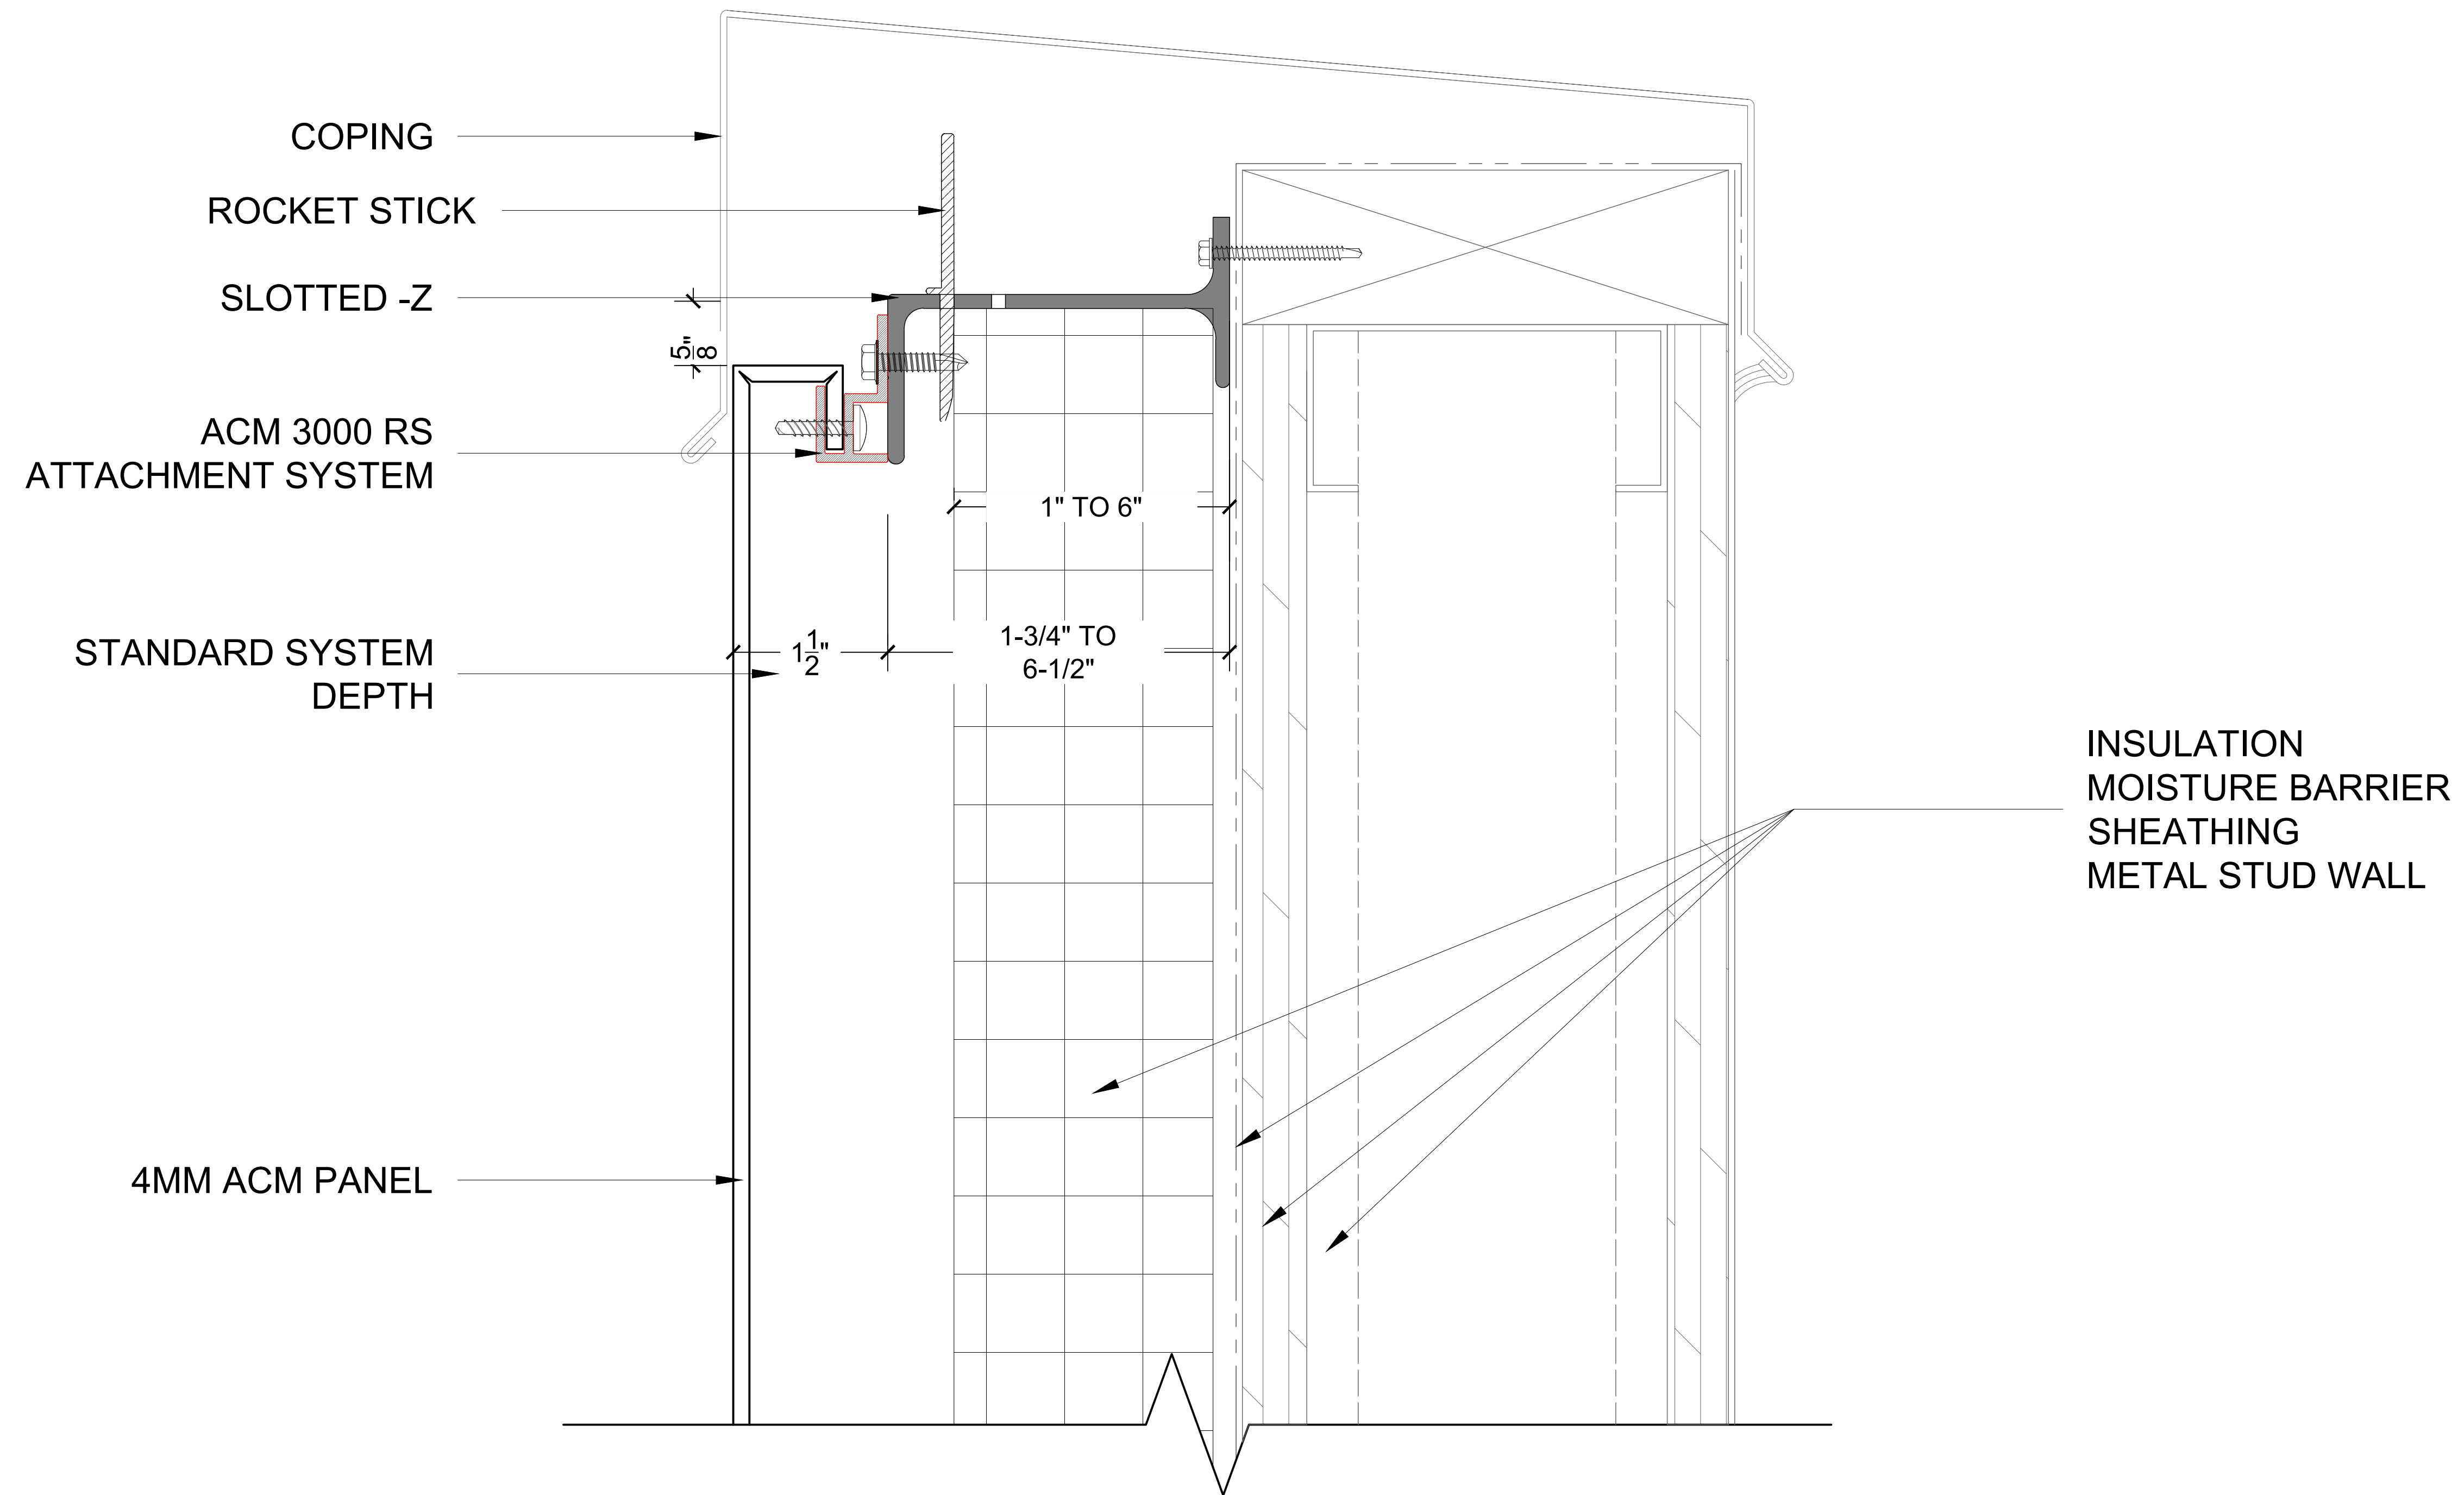 COPING
ROCKET STICK
SLOTTED -Z
5/8"
ACM 3000 RS
ATTACHMENT SYSTEM
1" TO 6"
STANDARD SYSTEM
DEPTH
1 1/2"
1-3/4" TO
6-1/2"
INSULATION
MOISTURE BARRIER
SHEATHING
METAL STUD WALL
4MM ACM PANEL